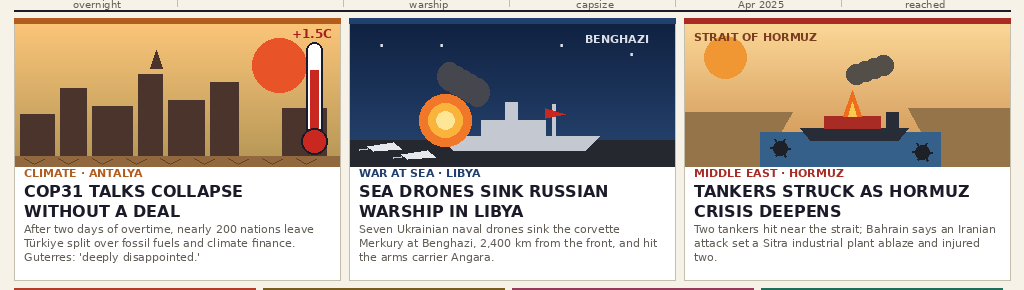 overnight
warship
capsize
Apr 2025
reached
+1.5C
CLIMATE · ANTALYA
COP31 TALKS COLLAPSE
WITHOUT A DEAL
After two days of overtime, nearly 200 nations leave
Türkiye split over fossil fuels and climate finance.
Guterres: 'deeply disappointed.'
BENGHAZI
WAR AT SEA · LIBYA
SEA DRONES SINK RUSSIAN
WARSHIP IN LIBYA
Seven Ukrainian naval drones sink the corvette
Merkury at Benghazi, 2,400 km from the front, and hit
the arms carrier Angara.
STRAIT OF HORMUZ
MIDDLE EAST · HORMUZ
TANKERS STRUCK AS HORMUZ
CRISIS DEEPENS
Two tankers hit near the strait; Bahrain says an Iranian
attack set a Sitra industrial plant ablaze and injured
two.